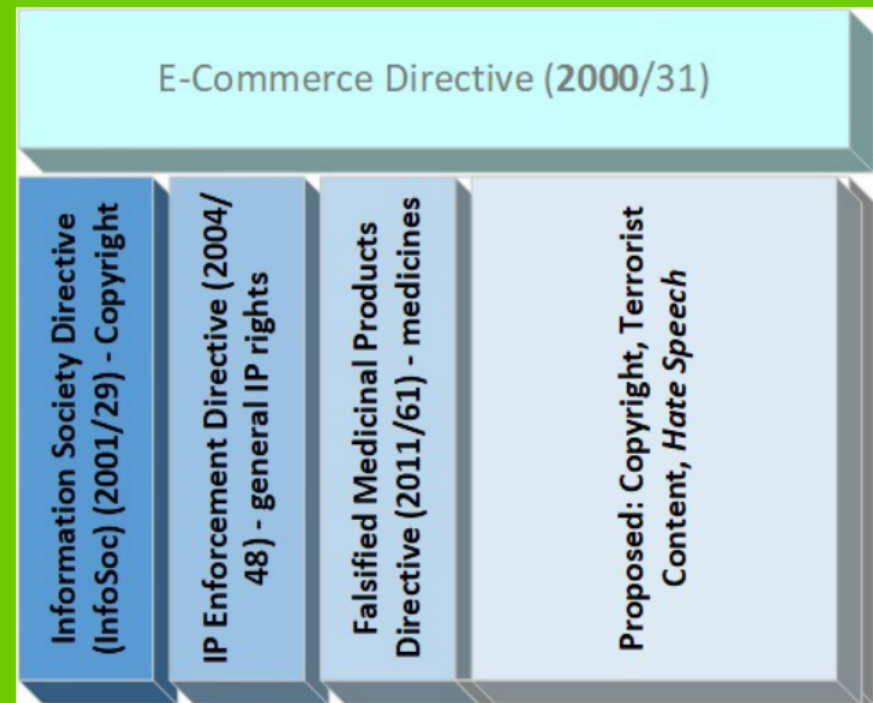 E-Commerce Directive (2000/31)
Information Society Directive
(InfoSoc) (2001/29) - Copyright
IP Enforcement Directive (2004/
48) - general IP rights
Falsified Medicinal Products
Directive (2011/61) - medicines
Proposed: Copyright, Terrorist
Content, Hate Speech